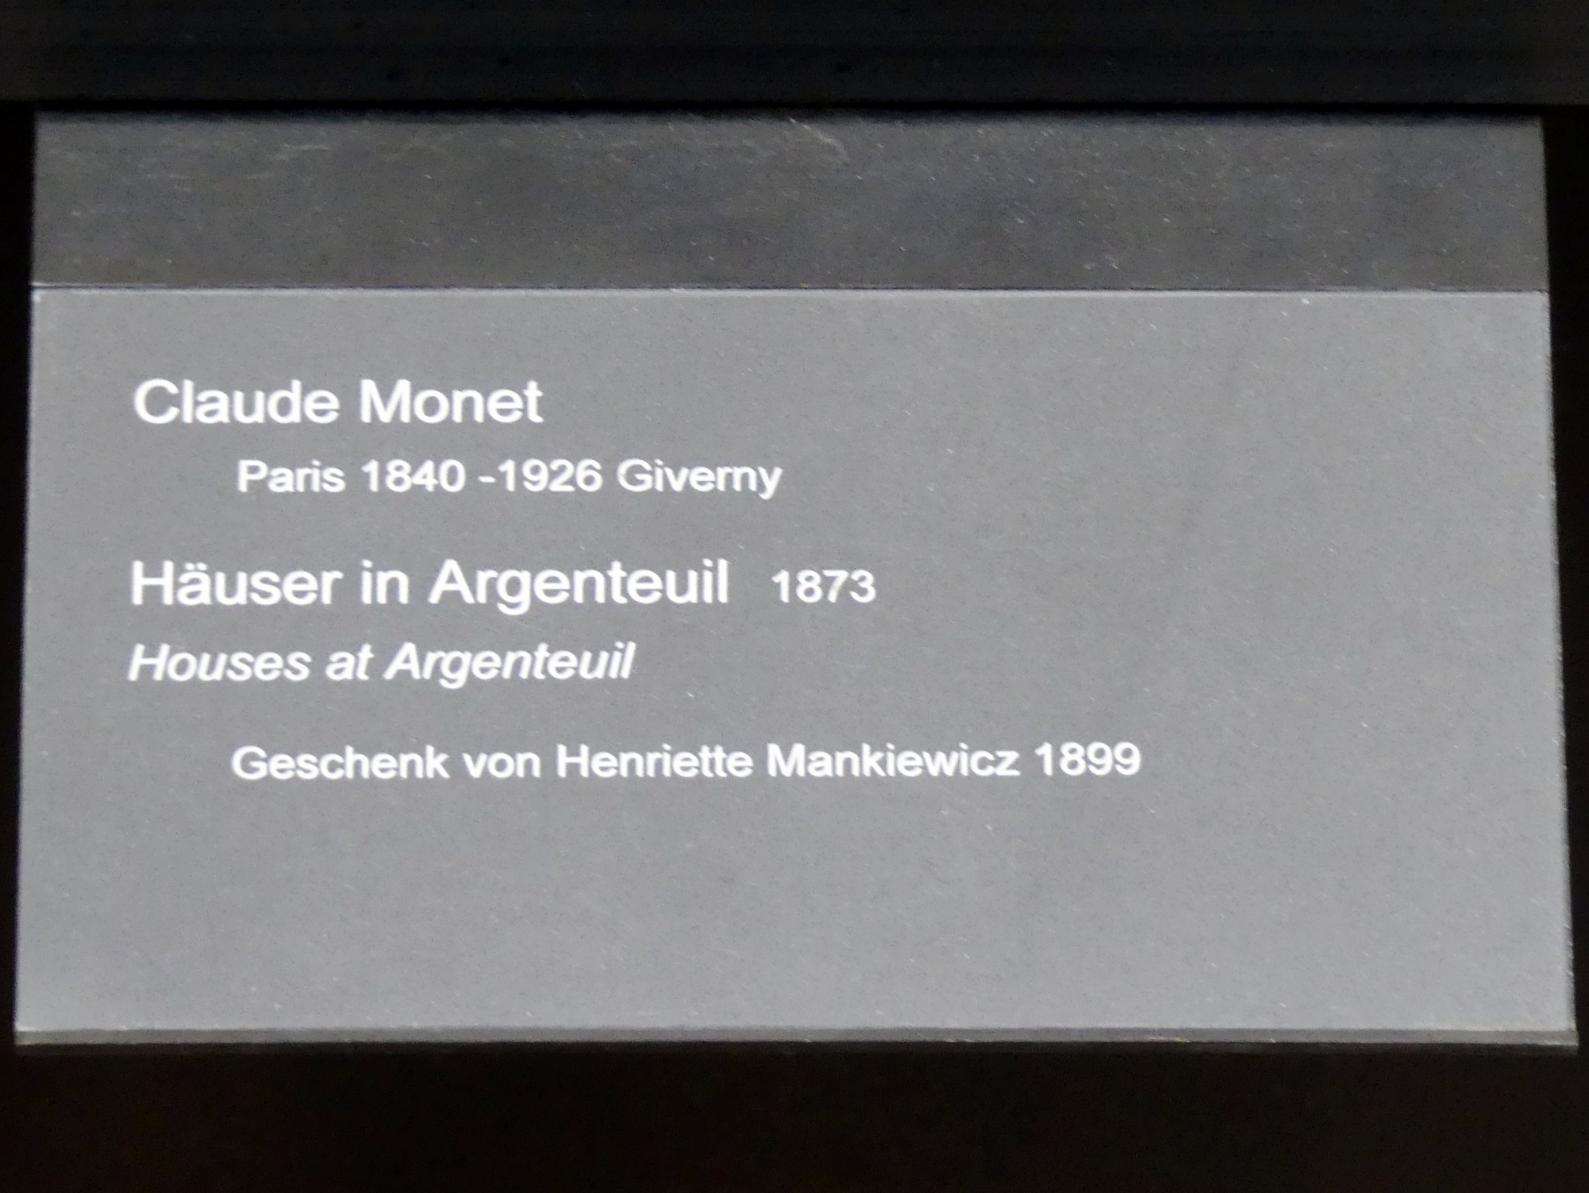 Claude Monet
Paris 1840 -1926 Giverny
Häuser in Argenteuil 1873
Houses at Argenteuil
Geschenk von Henriette Mankiewicz 1899